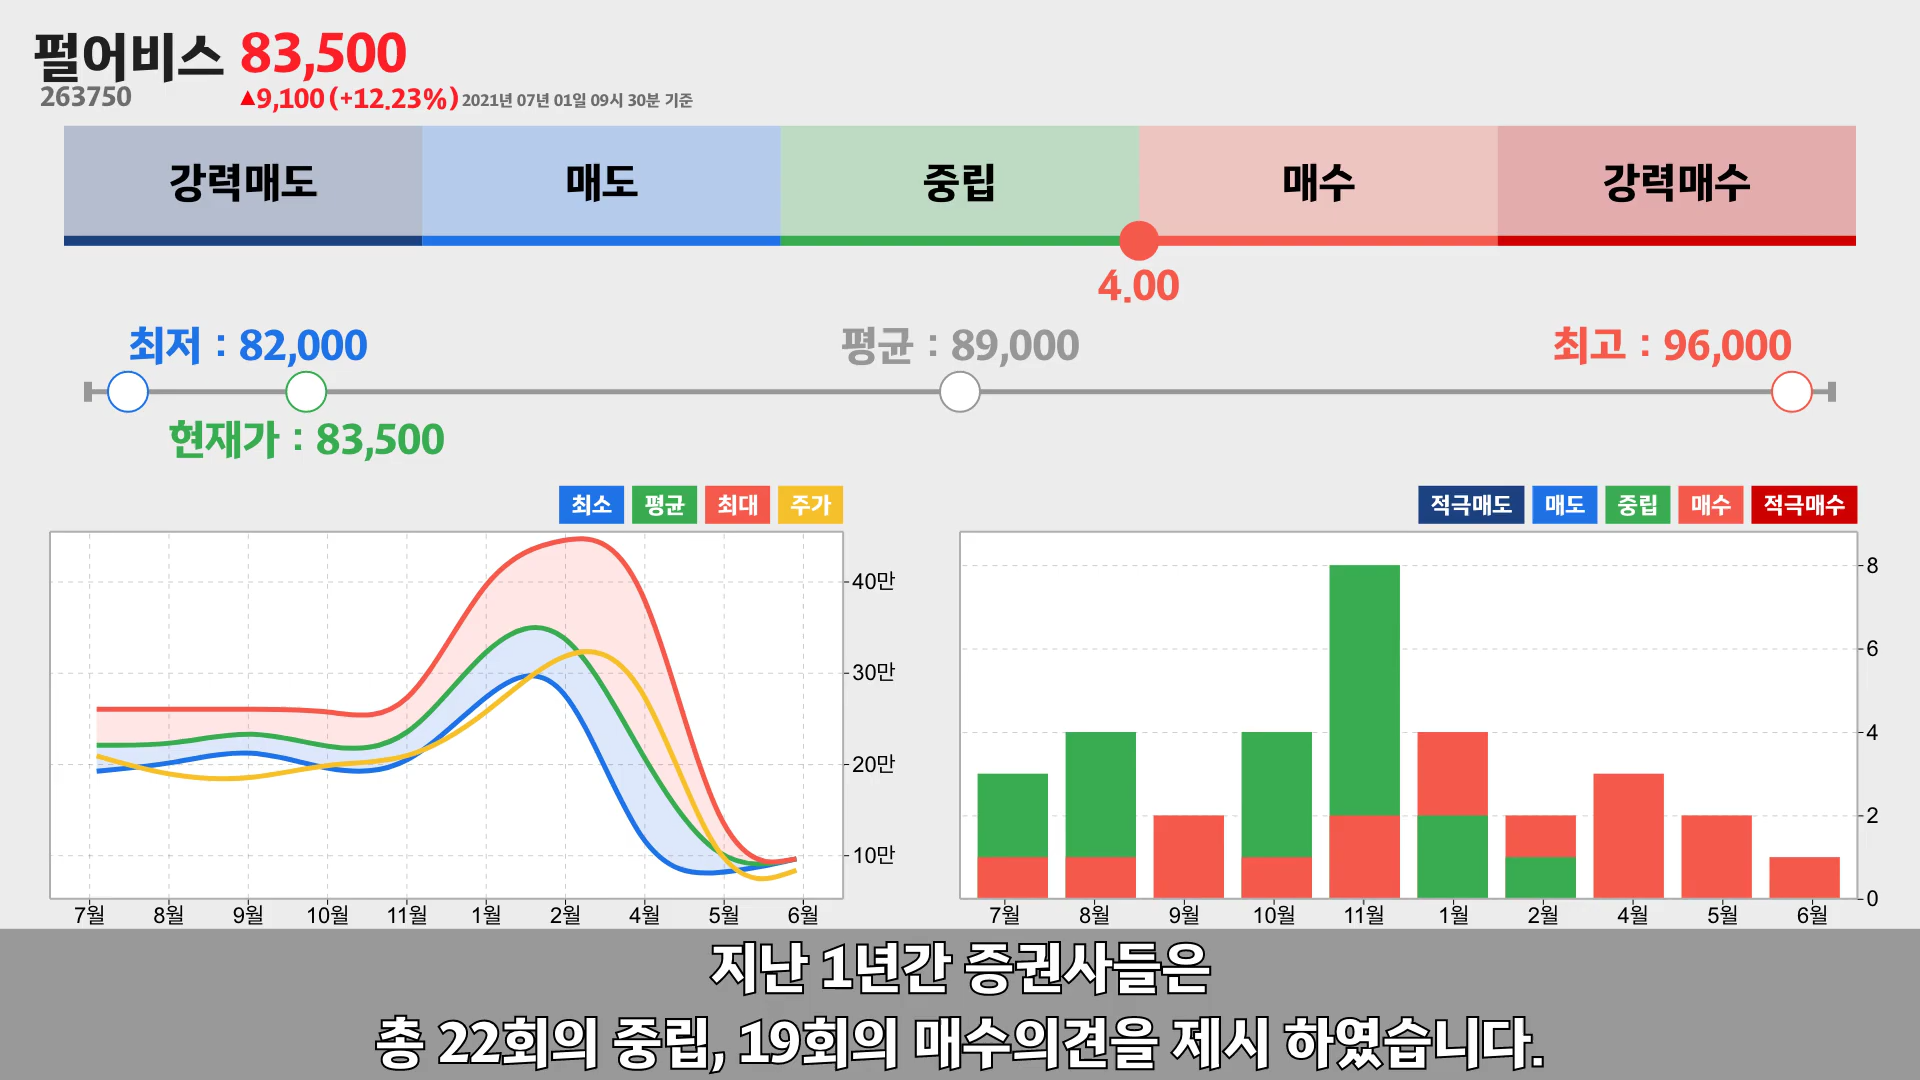 펄어비스 83,500
263750 ▲9,100 (+12.23%) 2021년 07년 01일 09시 30분 기준
강력매도 매도 중립 매수 강력매수
4.00
최저 : 82,000 평균 : 89,000 최고 : 96,000
현재가 : 83,500
최소 평균 최대 주가
40만
30만
20만
10만
7월 8월 9월 10월 11월 1월 2월 4월 5월 6월
적극매도 매도 중립 매수 적극매수
8
6
4
2
0
7월 8월 9월 10월 11월 1월 2월 4월 5월 6월
지난 1년간 증권사들은
총 22회의 중립, 19회의 매수의견을 제시 하였습니다.